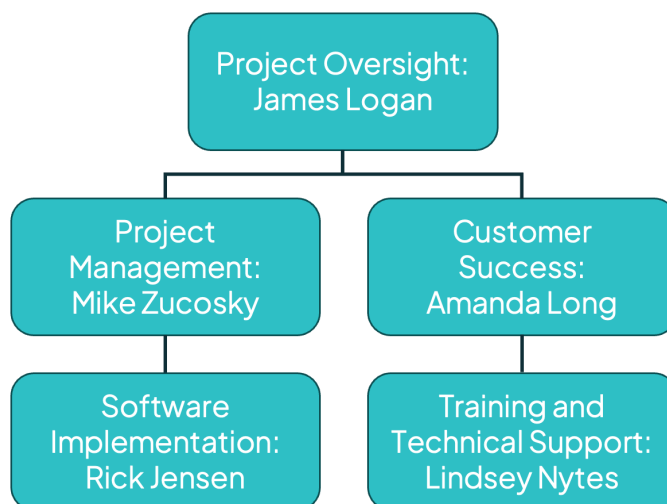 Project Oversight:
James Logan
Project
Management:
Mike Zucosky
Customer
Success:
Amanda Long
Software
Implementation:
Rick Jensen
Training and
Technical Support:
Lindsey Nytes